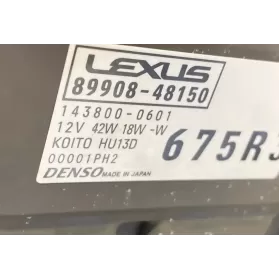 LEXUS
89908-48150
143800-0601
12V 42W 18W -W
KOITO HU13D
00001PH2
675R
DENSO MADE IN JAPAN